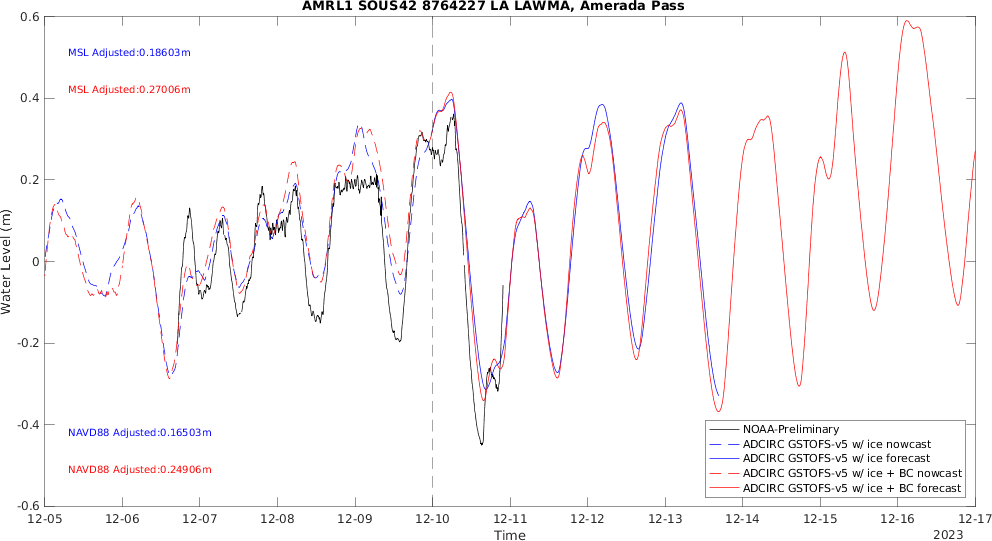 AMRL1 SOUS42 8764227 LA LAWMA, Amerada Pass
0.6
0.4
0.2
0
-0.2
-0.4
-0.6
Water Level (m)
MSL Adjusted:0.18603m
MSL Adjusted:0.27006m
NAVD88 Adjusted:0.16503m
NAVD88 Adjusted:0.24906m
NOAA-Preliminary
ADCIRC GSTOFS-v5 w/ ice nowcast
ADCIRC GSTOFS-v5 w/ ice forecast
ADCIRC GSTOFS-v5 w/ ice + BC nowcast
ADCIRC GSTOFS-v5 w/ ice + BC forecast
12-05 12-06 12-07 12-08 12-09 12-10 12-11 12-12 12-13 12-14 12-15 12-16 12-17
Time
2023